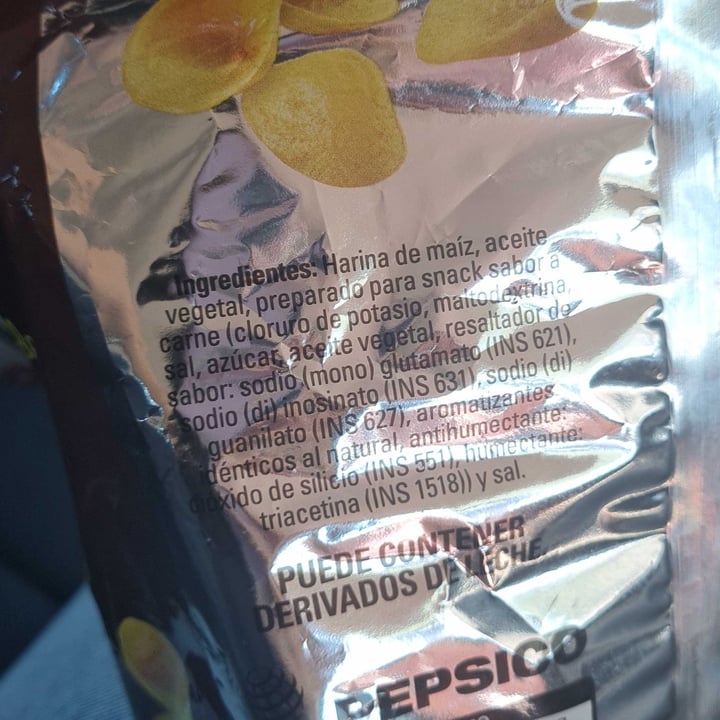 Ingredientes: Harina de maíz, aceite
vegetal, preparado para snack sabor a
carne (cloruro de potasio, maltodextrina,
sal, azúcar, aceite vegetal, resaltador de
sabor: sodio (mono) glutamato (INS 621),
sodio (di) inosinato (INS 631), sodio (di)
guanilato (INS 627), aromatizantes
idénticos al natural, antihumectante:
dióxido de silicio (INS 551), humectante:
triacetina (INS 1518)) y sal.
PUEDE CONTENER
DERIVADOS DE LECHE.
PEPSICO